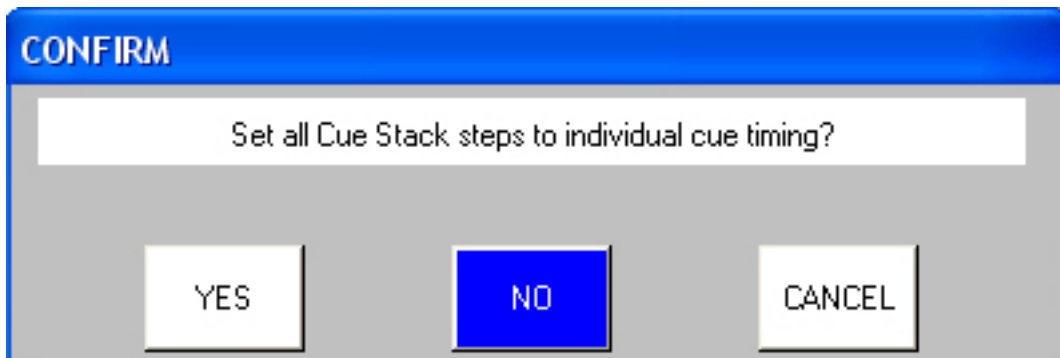 CONFIRM
Set all Cue Stack steps to individual cue timing?
YES NO CANCEL